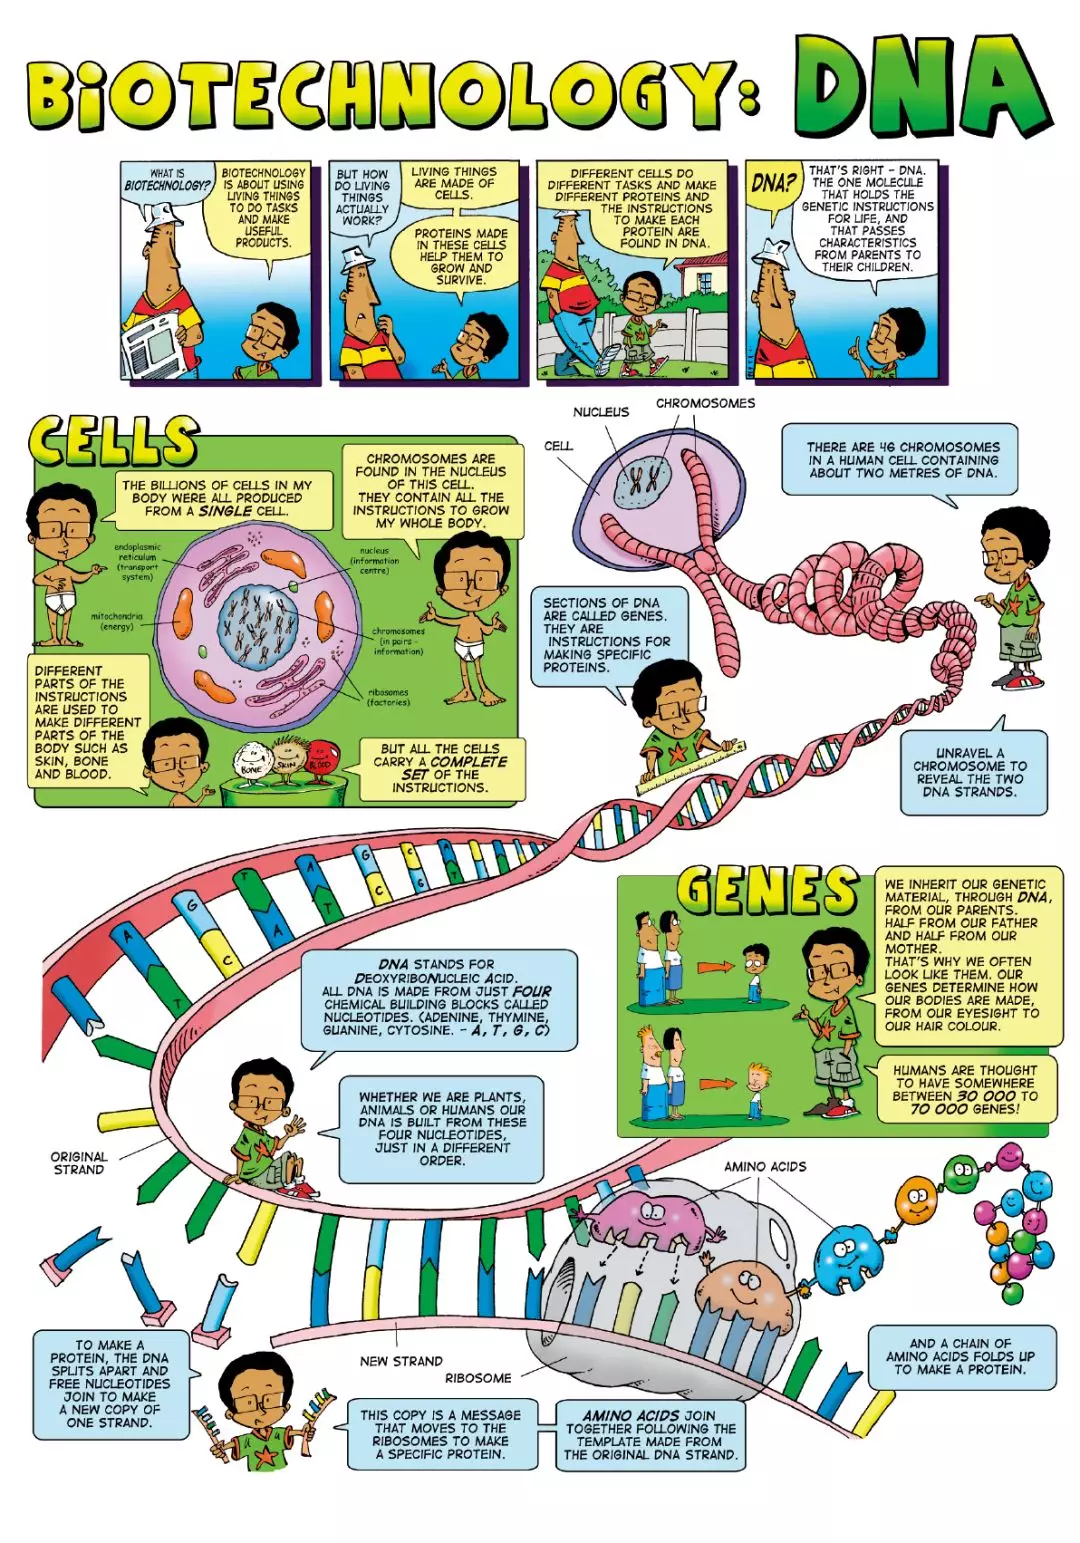 BiOTECHNOLOGY: DNA
WHAT IS
BIOTECHNOLOGY?
BIOTECHNOLOGY
IS ABOUT USING
LIVING THINGS
TO DO TASKS
AND MAKE
USEFUL
PRODUCTS.
BUT HOW
DO LIVING
THINGS
ACTUALLY
WORK?
LIVING THINGS
ARE MADE OF
CELLS.
PROTEINS MADE
IN THESE CELLS
HELP THEM TO
GROW AND
SURVIVE.
DIFFERENT CELLS DO
DIFFERENT TASKS AND MAKE
DIFFERENT PROTEINS AND
THE INSTRUCTIONS
TO MAKE EACH
PROTEIN ARE
FOUND IN DNA.
DNA?
THAT'S RIGHT - DNA.
THE ONE MOLECULE
THAT HOLDS THE
GENETIC INSTRUCTIONS
FOR LIFE, AND
THAT PASSES
CHARACTERISTICS
FROM PARENTS TO
THEIR CHILDREN.
CELLS
THE BILLIONS OF CELLS IN MY
BODY WERE ALL PRODUCED
FROM A SINGLE CELL.
CHROMOSOMES ARE
FOUND IN THE NUCLEUS
OF THIS CELL.
THEY CONTAIN ALL THE
INSTRUCTIONS TO GROW
MY WHOLE BODY.
endoplasmic
reticulum
(transport
system)
mitochondria
(energy)
nucleus
(information
centre)
chromosomes
(in pairs -
information)
ribosomes
(factories)
DIFFERENT
PARTS OF THE
INSTRUCTIONS
ARE USED TO
MAKE DIFFERENT
PARTS OF THE
BODY SUCH AS
SKIN, BONE
AND BLOOD.
BONE
SKIN
BLOOD
BUT ALL THE CELLS
CARRY A COMPLETE
SET OF THE
INSTRUCTIONS.
CELL
NUCLEUS
CHROMOSOMES
THERE ARE 46 CHROMOSOMES
IN A HUMAN CELL CONTAINING
ABOUT TWO METRES OF DNA.
SECTIONS OF DNA
ARE CALLED GENES.
THEY ARE
INSTRUCTIONS FOR
MAKING SPECIFIC
PROTEINS.
UNRAVEL A
CHROMOSOME TO
REVEAL THE TWO
DNA STRANDS.
A
T
G
C
T
A
A
T
G
C
C
G
A
T
DNA STANDS FOR
DEOXYRIBONUCLEIC ACID.
ALL DNA IS MADE FROM JUST FOUR
CHEMICAL BUILDING BLOCKS CALLED
NUCLEOTIDES. (ADENINE, THYMINE,
GUANINE, CYTOSINE. - A, T, G, C)
WHETHER WE ARE PLANTS,
ANIMALS OR HUMANS OUR
DNA IS BUILT FROM THESE
FOUR NUCLEOTIDES,
JUST IN A DIFFERENT
ORDER.
GENES
WE INHERIT OUR GENETIC
MATERIAL, THROUGH DNA,
FROM OUR PARENTS.
HALF FROM OUR FATHER
AND HALF FROM OUR
MOTHER.
THAT'S WHY WE OFTEN
LOOK LIKE THEM. OUR
GENES DETERMINE HOW
OUR BODIES ARE MADE,
FROM OUR EYESIGHT TO
OUR HAIR COLOUR.
HUMANS ARE THOUGHT
TO HAVE SOMEWHERE
BETWEEN 30 000 TO
70 000 GENES!
ORIGINAL
STRAND
AMINO ACIDS
NEW STRAND
RIBOSOME
TO MAKE A
PROTEIN, THE DNA
SPLITS APART AND
FREE NUCLEOTIDES
JOIN TO MAKE
A NEW COPY OF
ONE STRAND.
THIS COPY IS A MESSAGE
THAT MOVES TO THE
RIBOSOMES TO MAKE
A SPECIFIC PROTEIN.
AMINO ACIDS JOIN
TOGETHER FOLLOWING THE
TEMPLATE MADE FROM
THE ORIGINAL DNA STRAND.
AND A CHAIN OF
AMINO ACIDS FOLDS UP
TO MAKE A PROTEIN.